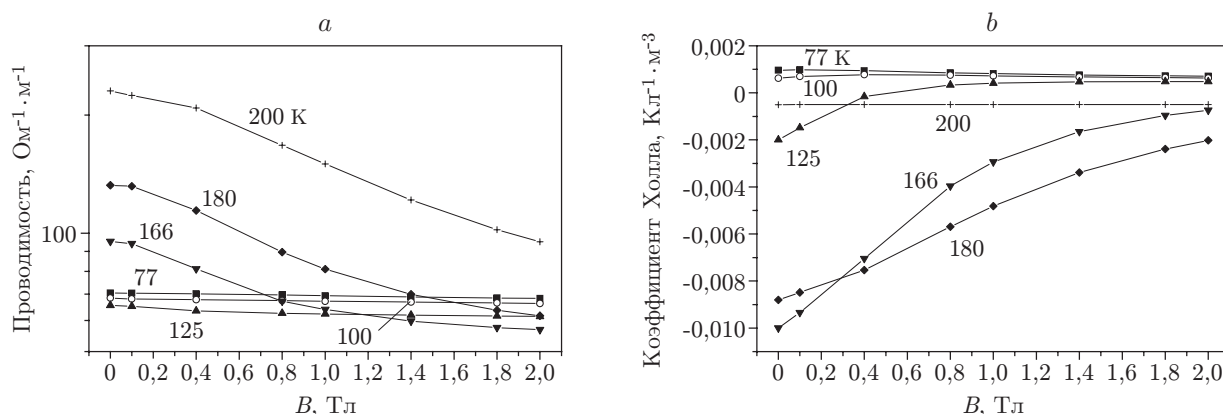 a
Проводимость, Ом⁻¹·м⁻¹
100
200 К
180
166
77
125
100
0 0,2 0,4 0,6 0,8 1,0 1,2 1,4 1,6 1,8 2,0
B, Тл
b
Коэффициент Холла, Кл⁻¹·м⁻³
0,002
0
-0,002
-0,004
-0,006
-0,008
-0,010
77 К
100
200
125
166
180
0 0,2 0,4 0,6 0,8 1,0 1,2 1,4 1,6 1,8 2,0
B, Тл